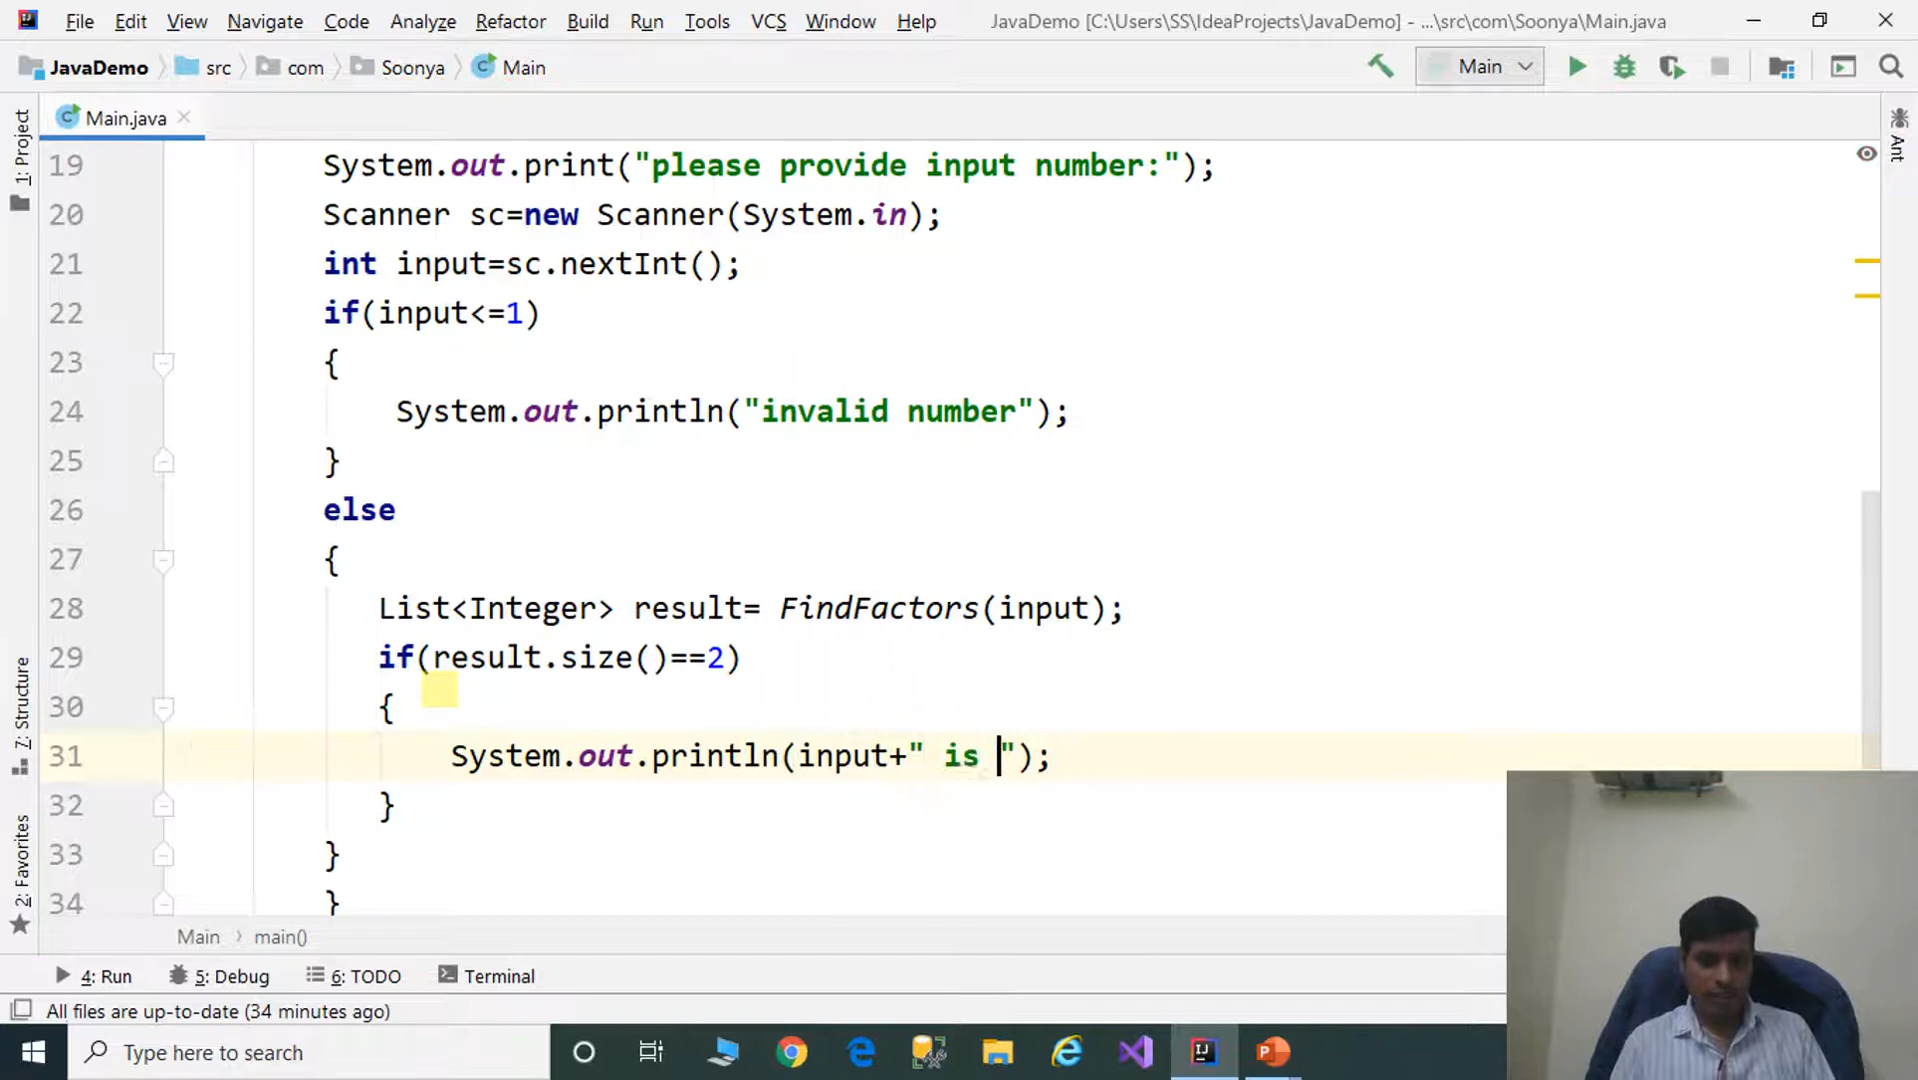 File Edit View Navigate Code Analyze Refactor Build Run Tools VCS Window Help JavaDemo [C:\Users\SS\IdeaProjects\JavaDemo] - ...\src\com\Soonya\Main.java
JavaDemo src com Soonya Main Main
Main.java
1: Project
7: Structure
2: Favorites
Ant
19 System.out.print("please provide input number:");
20 Scanner sc=new Scanner(System.in);
21 int input=sc.nextInt();
22 if(input<=1)
23 {
24 System.out.println("invalid number");
25 }
26 else
27 {
28 List<Integer> result= FindFactors(input);
29 if(result.size()==2)
30 {
31 System.out.println(input+" is ");
32 }
33 }
34 }
Main main()
4: Run 5: Debug 6: TODO Terminal
All files are up-to-date (34 minutes ago)
Type here to search